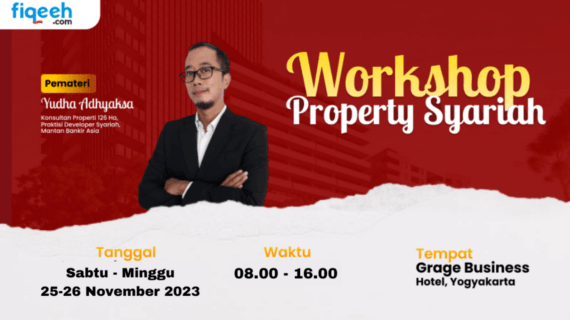 fiqeeh
.com
Pemateri
Yudha Adhyaksa
Konsultan Properti 126 Ha,
Praktisi Developer Syariah,
Mantan Bankir Asia
Workshop
Property Syariah
Tanggal
Sabtu - Minggu
25-26 November 2023
Waktu
08.00 - 16.00
Tempat
Grage Business
Hotel, Yogyakarta